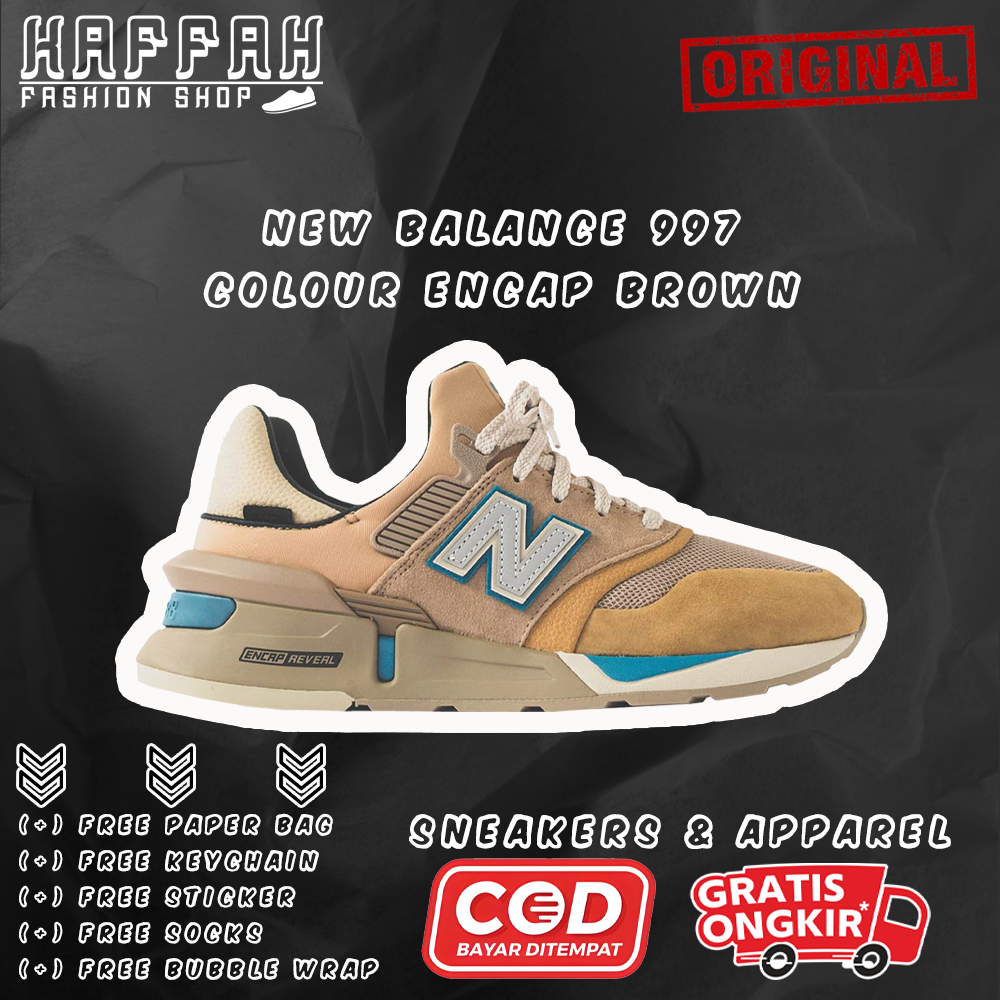 KAFFAH
FASHION SHOP
ORIGINAL
NEW BALANCE 997
COLOUR ENCAP BROWN
N
ENCAP REVEAL
(+) FREE PAPER BAG
(+) FREE KEYCHAIN
(+) FREE STICKER
(+) FREE SOCKS
(+) FREE BUBBLE WRAP
SNEAKERS & APPAREL
COD
BAYAR DITEMPAT
GRATIS
ONGKIR*